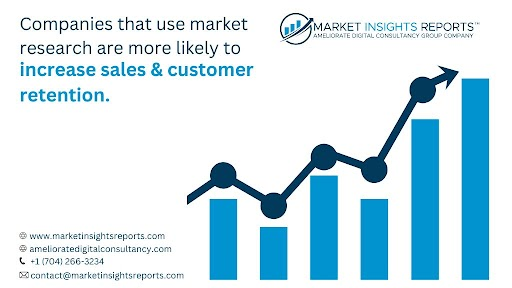 Companies that use market
research are more likely to
increase sales & customer
retention.
MARKET INSIGHTS REPORTS™
AMELIORATE DIGITAL CONSULTANCY GROUP COMPANY
www.marketinsightsreports.com
amelioratedigitalconsultancy.com
+1 (704) 266-3234
contact@marketinsightsreports.com